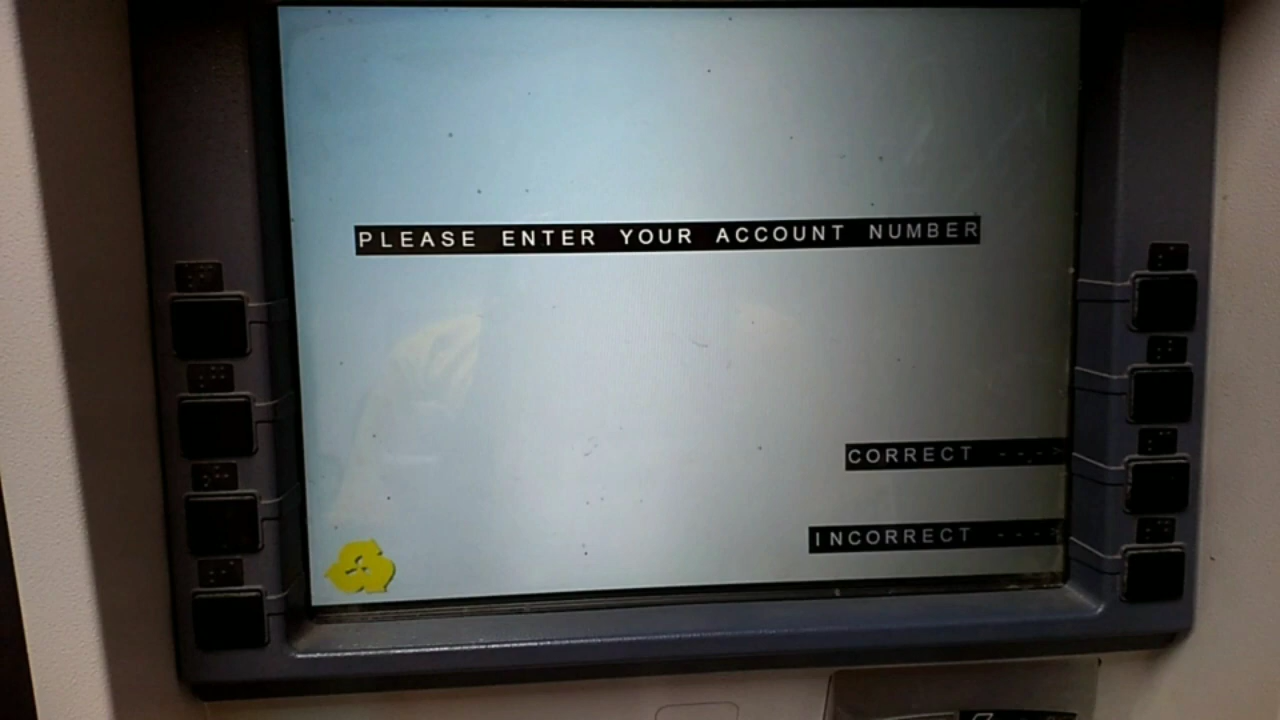 PLEASE ENTER YOUR ACCOUNT NUMBER
CORRECT --->
INCORRECT --->